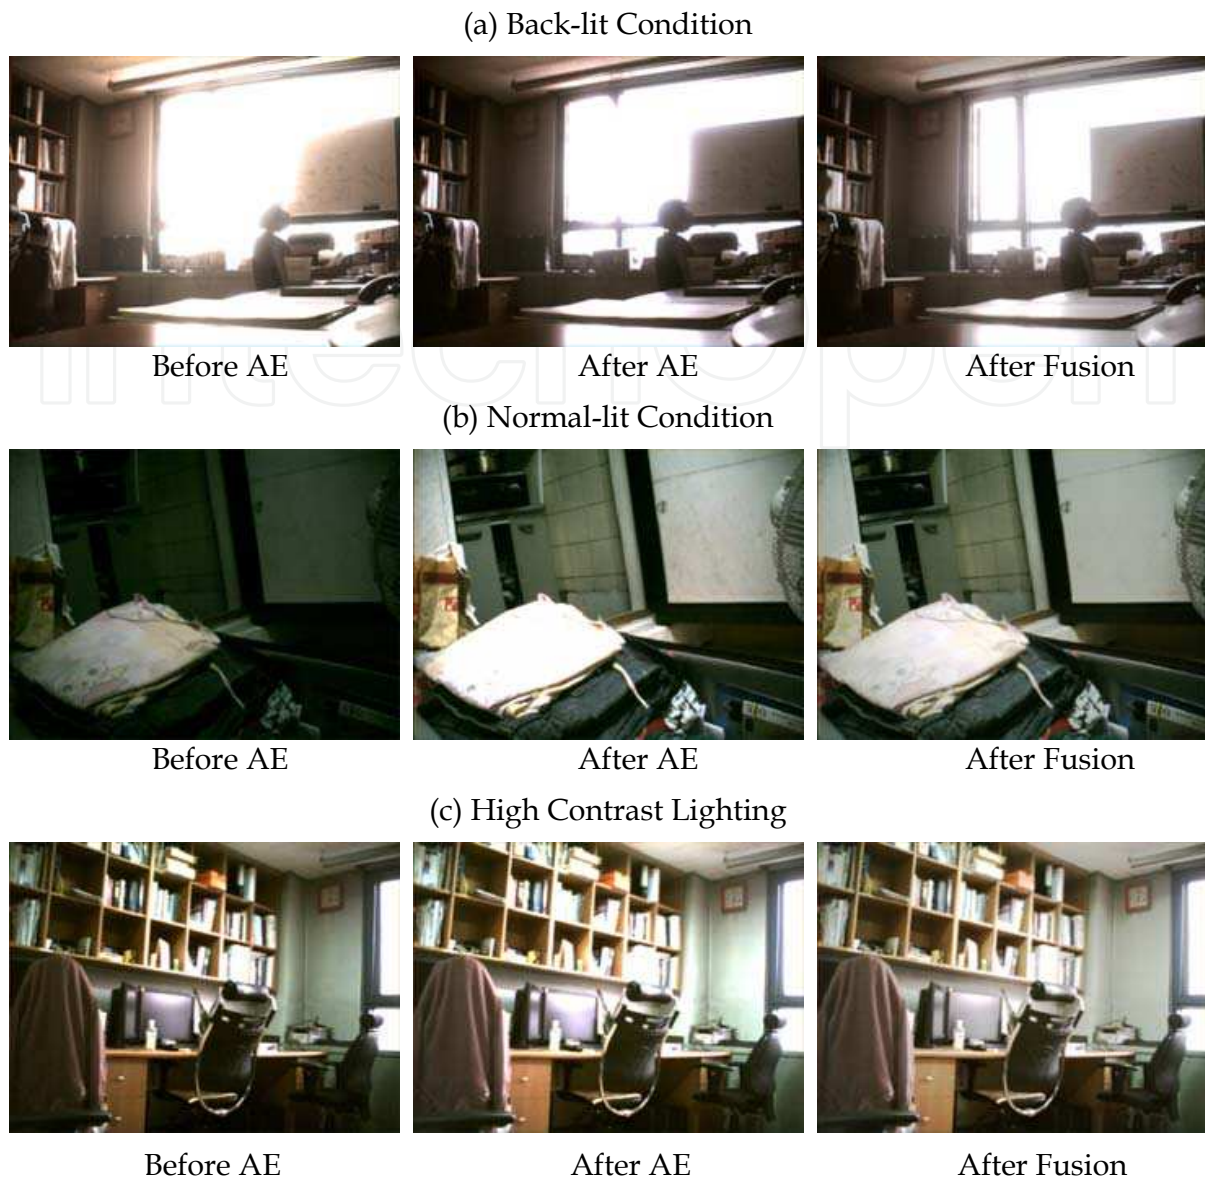 (a) Back-lit Condition
Before AE
After AE
After Fusion
IntechOpen
(b) Normal-lit Condition
Before AE
After AE
After Fusion
(c) High Contrast Lighting
Before AE
After AE
After Fusion